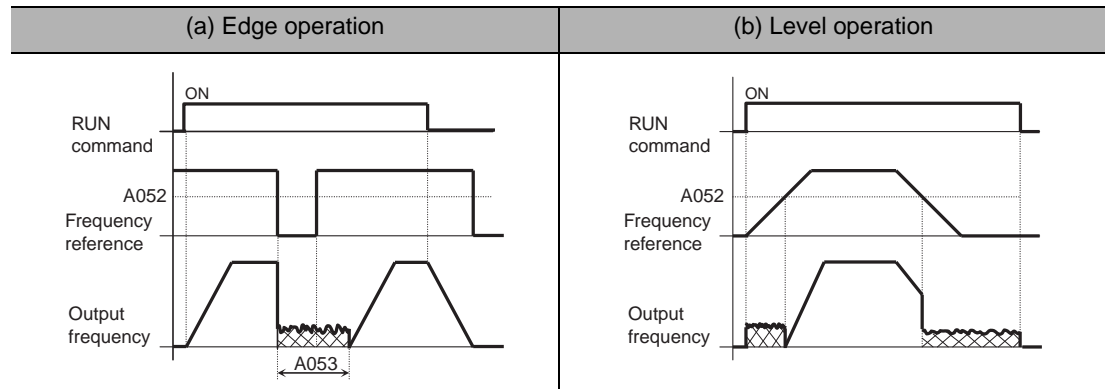 (a) Edge operation
(b) Level operation
ON
RUN
command
A052
Frequency
reference
Output
frequency
A053
ON
RUN
command
A052
Frequency
reference
Output
frequency